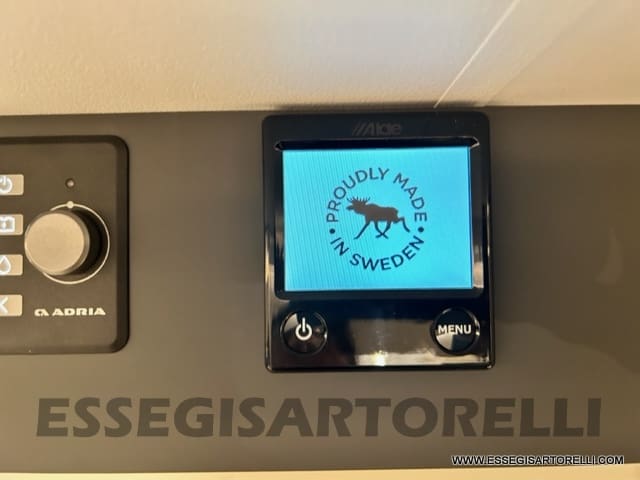 Alde
PROUDLY MADE
• IN SWEDEN •
ADRIA
MENU
ESSEGISARTORELLI
WWW.ESSEGISARTORELLI.COM